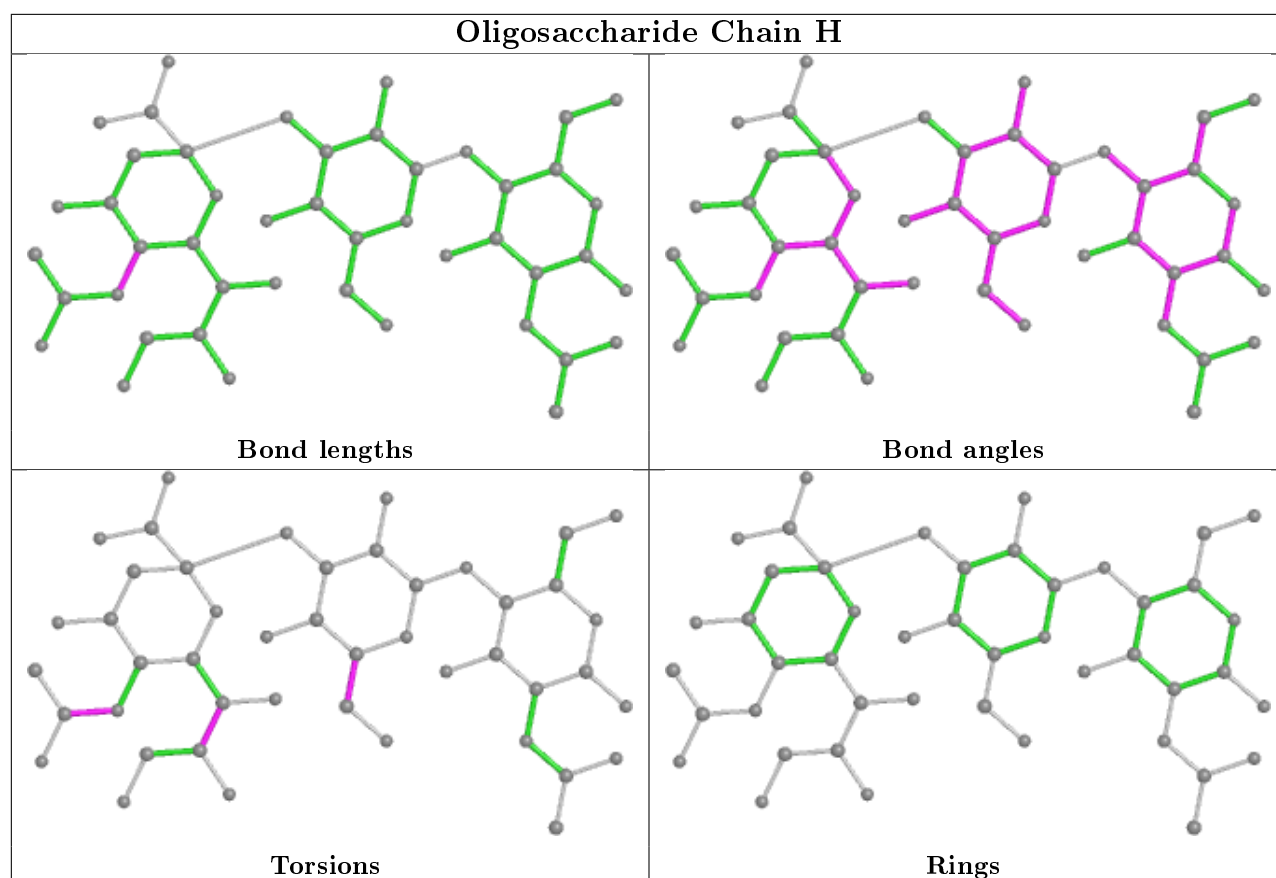 Oligosaccharide Chain H
Bond lengths
Bond angles
Torsions
Rings